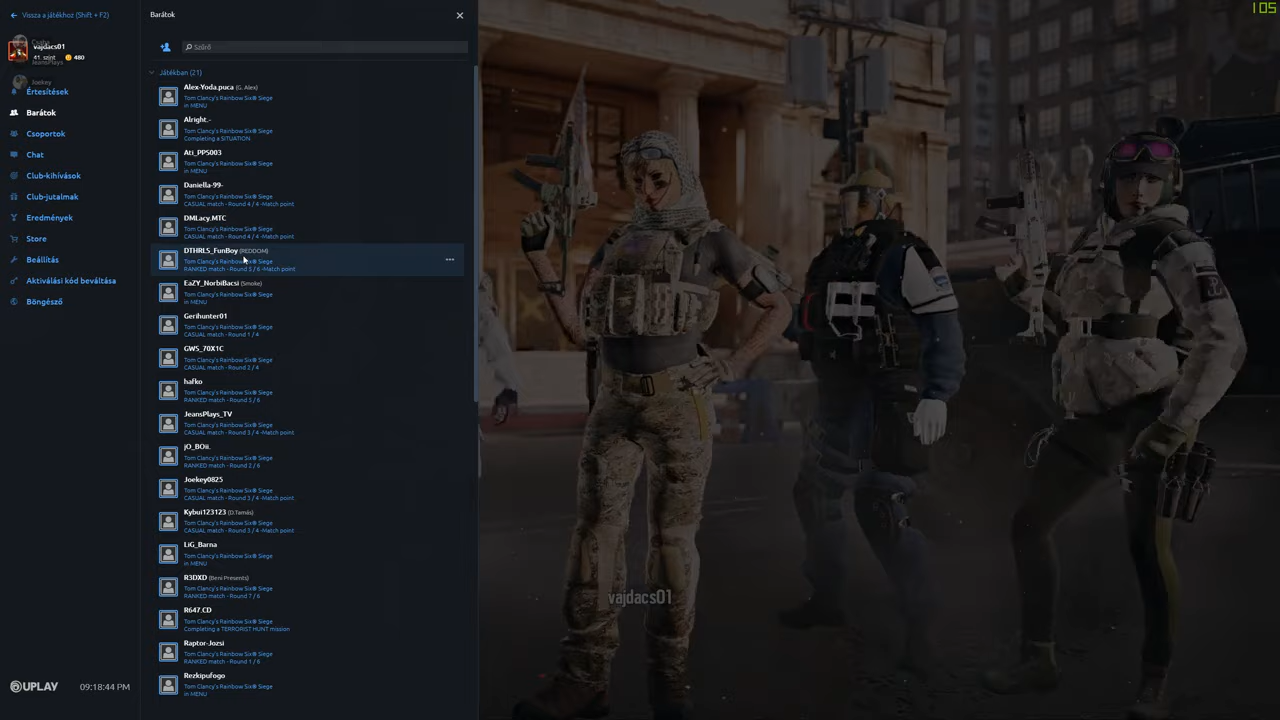 Vissza a játékhoz (Shift + F2)
vajdacs01
41. szint 480
JeansPlays
Joekey
Értesítések
Barátok
Csoportok
Chat
Club-kihívások
Club-jutalmak
Eredmények
Store
Beállítás
Aktiválási kód beváltása
Böngésző
UPLAY 09:18:44 PM
Barátok
Szűrő
Játékban (21)
Alex-Yoda.puca (G. Alex)
Tom Clancy's Rainbow Six® Siege
in MENU
Alright.-
Tom Clancy's Rainbow Six® Siege
Completing a SITUATION
Ati_PPS003
Tom Clancy's Rainbow Six® Siege
in MENU
Daniella-99-
Tom Clancy's Rainbow Six® Siege
CASUAL match - Round 4 / 4 -Match point
DMLacy.MTC
Tom Clancy's Rainbow Six® Siege
CASUAL match - Round 4 / 4 -Match point
DTHRLS_FunBoy (REDDOM)
Tom Clancy's Rainbow Six® Siege
RANKED match - Round 5 / 6 -Match point
EaZY_NorbiBacsi (Smoke)
Tom Clancy's Rainbow Six® Siege
in MENU
Gerihunter01
Tom Clancy's Rainbow Six® Siege
CASUAL match - Round 1 / 4
GWS_70X1C
Tom Clancy's Rainbow Six® Siege
CASUAL match - Round 2 / 4
hafko
Tom Clancy's Rainbow Six® Siege
RANKED match - Round 5 / 6
JeansPlays_TV
Tom Clancy's Rainbow Six® Siege
CASUAL match - Round 3 / 4 -Match point
jO_BOii.
Tom Clancy's Rainbow Six® Siege
RANKED match - Round 2 / 6
Joekey0825
Tom Clancy's Rainbow Six® Siege
CASUAL match - Round 3 / 4 -Match point
Kybui123123 (D.Tamás)
Tom Clancy's Rainbow Six® Siege
CASUAL match - Round 3 / 4 -Match point
LiG_Barna
Tom Clancy's Rainbow Six® Siege
in MENU
R3DXD (Beni Presents)
Tom Clancy's Rainbow Six® Siege
RANKED match - Round 7 / 6
R647.CD
Tom Clancy's Rainbow Six® Siege
Completing a TERRORIST HUNT mission
Raptor-Jozsi
Tom Clancy's Rainbow Six® Siege
RANKED match - Round 1 / 6
Rezkipufogo
Tom Clancy's Rainbow Six® Siege
in MENU
vajdacs01
105